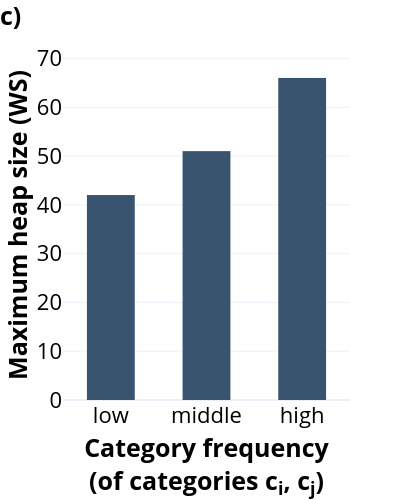 c)
Maximum heap size (WS)
70
60
50
40
30
20
10
0
low middle high
Category frequency
(of categories cᵢ, cⱼ)